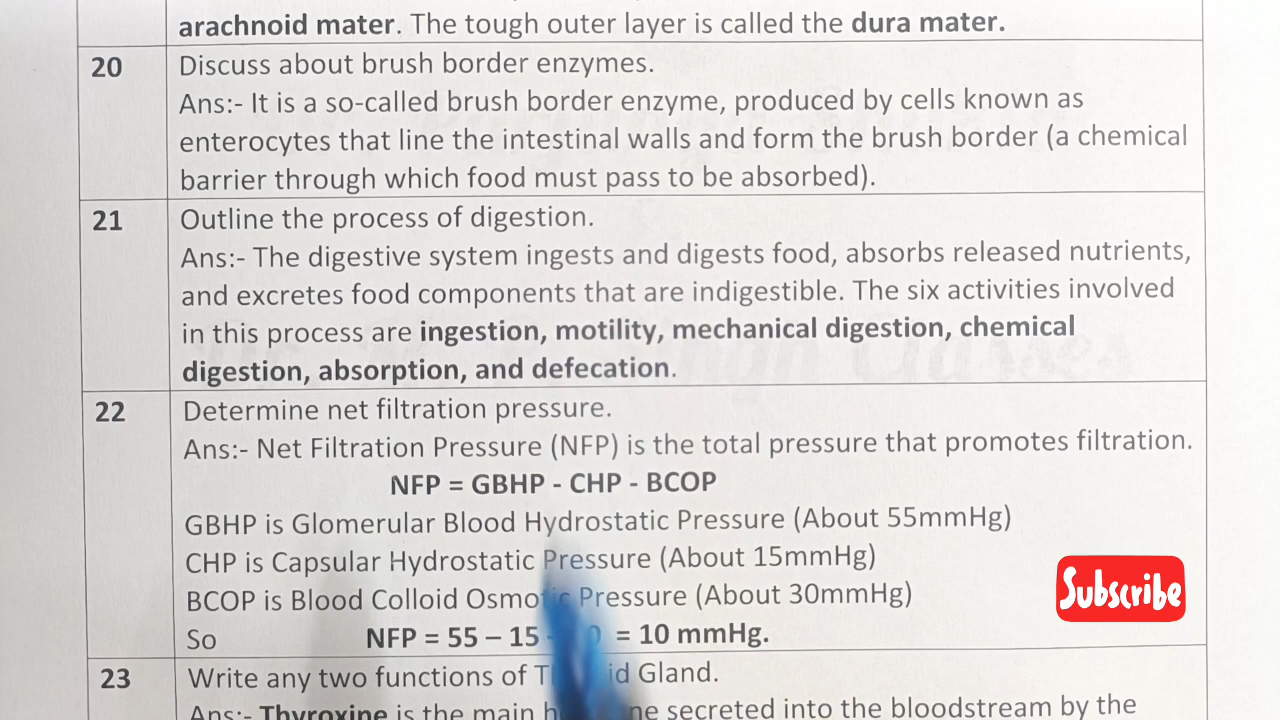 arachnoid mater. The tough outer layer is called the dura mater.
20 Discuss about brush border enzymes.
Ans:- It is a so-called brush border enzyme, produced by cells known as
enterocytes that line the intestinal walls and form the brush border (a chemical
barrier through which food must pass to be absorbed).
21 Outline the process of digestion.
Ans:- The digestive system ingests and digests food, absorbs released nutrients,
and excretes food components that are indigestible. The six activities involved
in this process are ingestion, motility, mechanical digestion, chemical
digestion, absorption, and defecation.
22 Determine net filtration pressure.
Ans:- Net Filtration Pressure (NFP) is the total pressure that promotes filtration.
NFP = GBHP - CHP - BCOP
GBHP is Glomerular Blood Hydrostatic Pressure (About 55mmHg)
CHP is Capsular Hydrostatic Pressure (About 15mmHg)
BCOP is Blood Colloid Osmotic Pressure (About 30mmHg)
So NFP = 55 – 15 = 10 mmHg.
Subscribe
23 Write any two functions of Gland.
Ans:- Thyroxine is the main secreted into the bloodstream by the